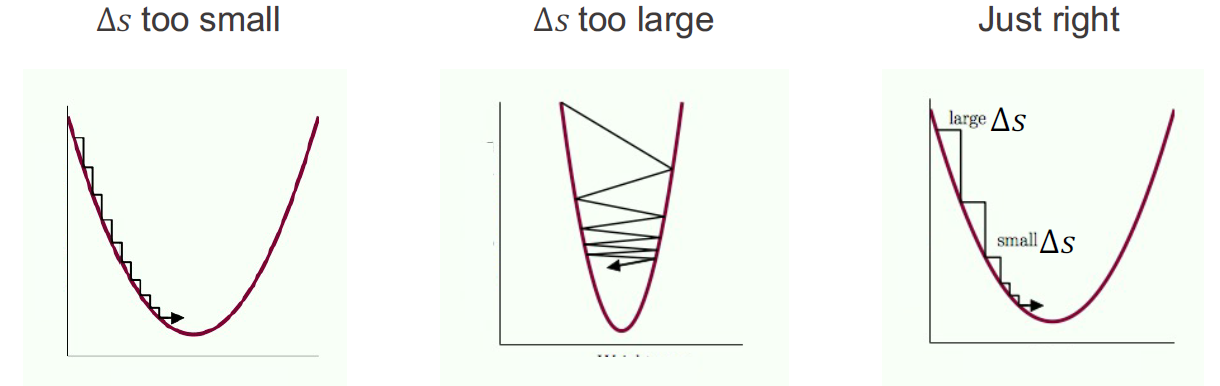 Δs too small
Δs too large
Just right
large Δs
small Δs